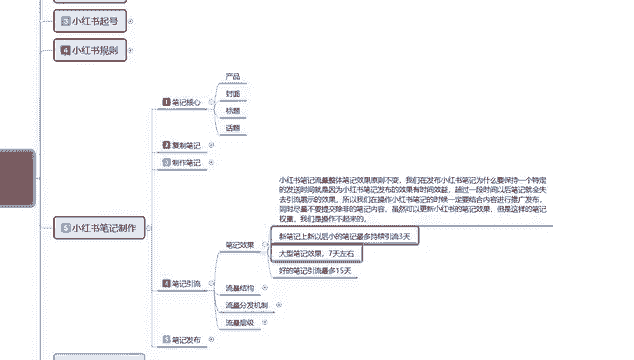 3 小红书起号
4 小红书规则
产品
封面
标题
话题
1 笔记核心
2 复制笔记
3 制作笔记
小红书笔记流量整体笔记效果原则不变，我们在发布小红书笔记为什么要保持一个特定
的发送时间就是因为小红书笔记发布的效果有时间效益，越过一段时间以后笔记就全失
去引流展示的效果，所以我们在操作小红书笔记的时候一定要结合内容进行推广发布，
同时尽量不要提交除非的笔记内容，虽然可以更新小红书的笔记效果，但是这样的笔记
权重，我们是操作不起来的。
5 小红书笔记制作
笔记效果
新笔记上新以后小的笔记最多持续引流3天
大型笔记效果，7天左右
好的笔记引流最多15天
4 笔记引流
流量结构
流量分发机制
流量层级
5 笔记发布